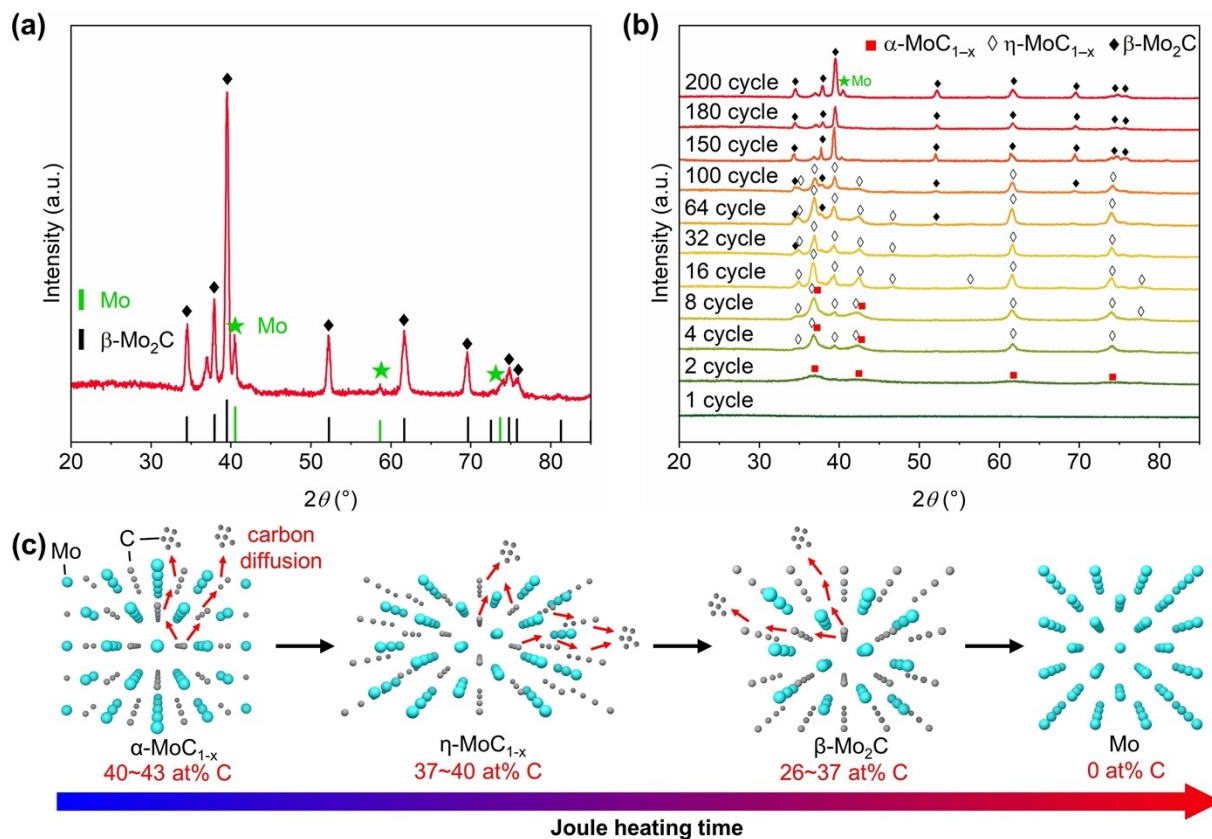 (a)
Intensity (a.u.)
Mo
Mo
β-Mo₂C
20 30 40 50 60 70 80
2θ (°)
(b)
α-MoC₁₋ₓ η-MoC₁₋ₓ β-Mo₂C
Intensity (a.u.)
200 cycle
Mo
180 cycle
150 cycle
100 cycle
64 cycle
32 cycle
16 cycle
8 cycle
4 cycle
2 cycle
1 cycle
20 30 40 50 60 70 80
2θ (°)
(c)
Mo
C
carbon
diffusion
α-MoC₁₋ₓ
40~43 at% C
η-MoC₁₋ₓ
37~40 at% C
β-Mo₂C
26~37 at% C
Mo
0 at% C
Joule heating time